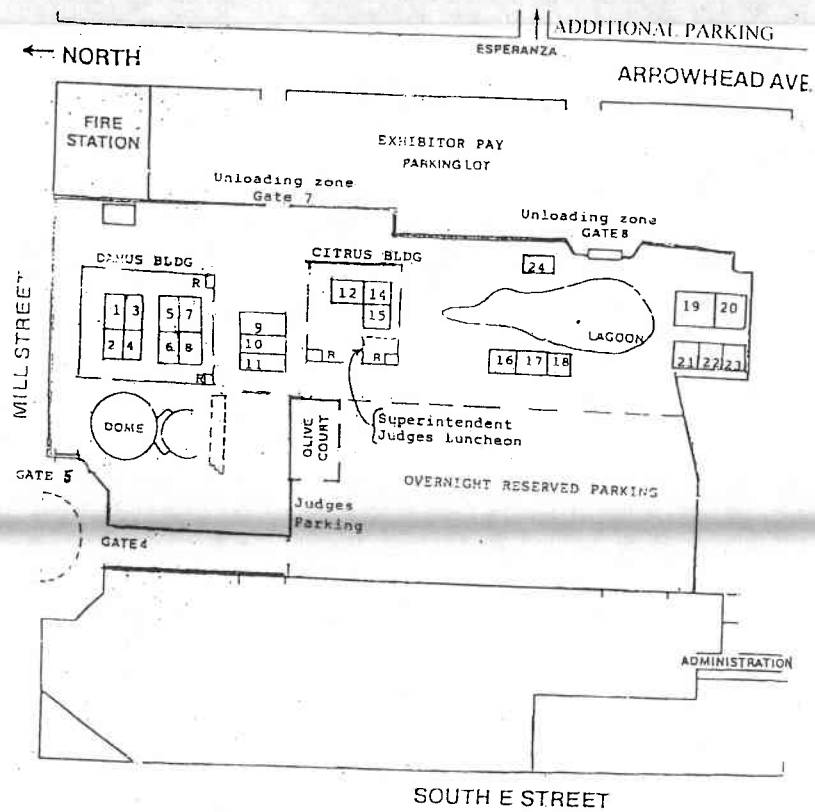 ADDITIONAL PARKING
ESPERANZA
← NORTH
ARROWHEAD AVE.
FIRE
STATION
EXHIBITOR PAY
PARKING LOT
Unloading zone
Gate 7
Unloading zone
GATE 8
DAMUS BLDG
CITRUS BLDG
R
24
12 14
15
1 3
5 7
2 4
6 8
9
10
11
19 20
LAGOON
R
R
R
16 17 18
21 22 23
MILL STREET
DOME
OLIVE
COURT
Superintendent
Judges Luncheon
GATE 5
OVERNIGHT RESERVED PARKING
Judges
Parking
GATE 4
ADMINISTRATION
SOUTH E STREET